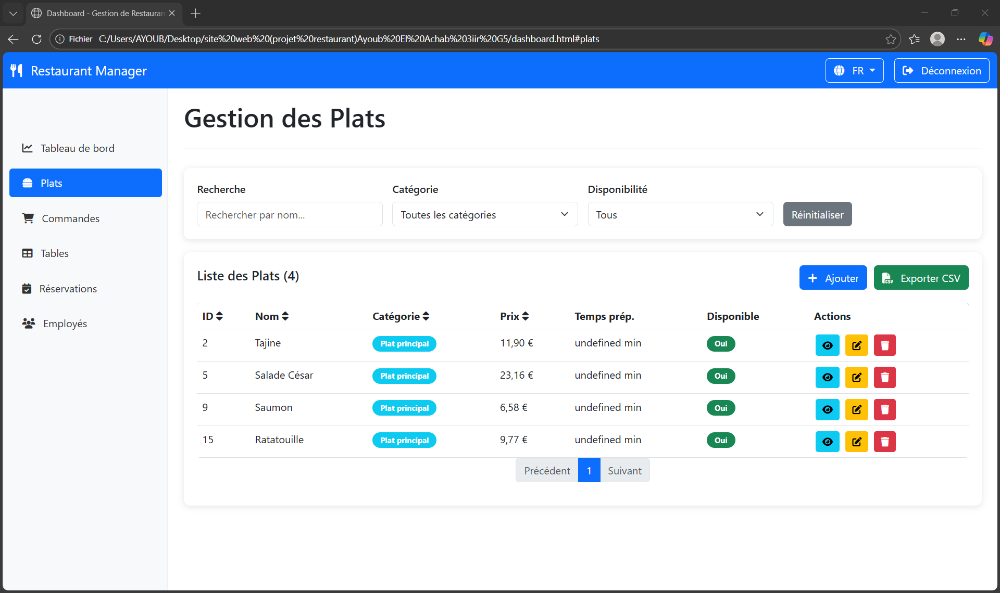 Dashboard - Gestion de Restauran
Fichier C:/Users/AYOUB/Desktop/site%20web%20(projet%20restaurant)Ayoub%20El%20Achab%203iir%20G5/dashboard.html#plats
Restaurant Manager
FR
Déconnexion
Tableau de bord
Plats
Commandes
Tables
Réservations
Employés
Gestion des Plats
Recherche Catégorie Disponibilité
Rechercher par nom... Toutes les catégories Tous Réinitialiser
Liste des Plats (4)
Ajouter
CSV Exporter CSV
ID Nom Catégorie Prix Temps prép. Disponible Actions
2 Tajine Plat principal 11,90 € undefined min Oui
5 Salade César Plat principal 23,16 € undefined min Oui
9 Saumon Plat principal 6,58 € undefined min Oui
15 Ratatouille Plat principal 9,77 € undefined min Oui
Précédent 1 Suivant